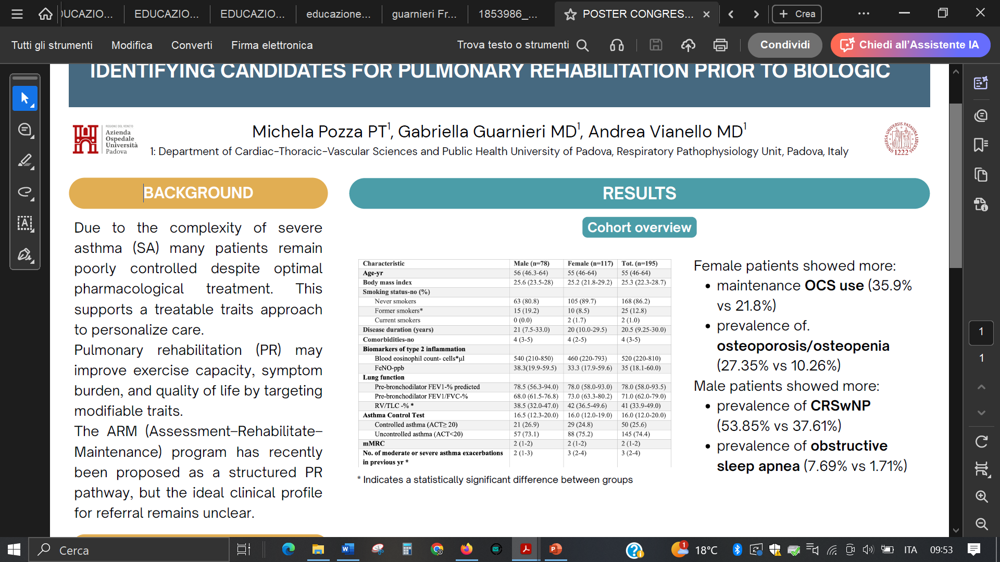 DUCAZIO...
EDUCAZIO...
EDUCAZIO...
educazione...
guarnieri Fr...
1853986_...
POSTER CONGRES...
Crea
Tutti gli strumenti
Modifica
Converti
Firma elettronica
Trova testo o strumenti
Condividi
Chiedi all'Assistente IA
IDENTIFYING CANDIDATES FOR PULMONARY REHABILITATION PRIOR TO BIOLOGIC
REGIONE DEL VENETO
Azienda
Ospedale
Università
Padova
Michela Pozza PT1, Gabriella Guarnieri MD1, Andrea Vianello MD1
1: Department of Cardiac-Thoracic-Vascular Sciences and Public Health University of Padova, Respiratory Pathophysiology Unit, Padova, Italy
UNIVERSA UNIVERSIS PATAVINA LIBERTAS
1222
BACKGROUND
Due to the complexity of severe
asthma (SA) many patients remain
poorly controlled despite optimal
pharmacological treatment. This
supports a treatable traits approach
to personalize care.
Pulmonary rehabilitation (PR) may
improve exercise capacity, symptom
burden, and quality of life by targeting
modifiable traits.
The ARM (Assessment–Rehabilitate–
Maintenance) program has recently
been proposed as a structured PR
pathway, but the ideal clinical profile
for referral remains unclear.
RESULTS
Cohort overview
Characteristic Male (n=78) Female (n=117) Tot. (n=195)
Age-yr 56 (46.3-64) 55 (46-64) 55 (46-64)
Body mass index 25.6 (23.5-28) 25.2 (21.8-29.2) 25.3 (22.3-28.7)
Smoking status-no (%)
Never smokers 63 (80.8) 105 (89.7) 168 (86.2)
Former smokers* 15 (19.2) 10 (8.5) 25 (12.8)
Current smokers 0 (0.0) 2 (1.7) 2 (1.0)
Disease duration (years) 21 (7.5-33.0) 20 (10.0-29.5) 20.5 (9.25-30.0)
Comorbidities-no 4 (3-5) 4 (2-5) 4 (3-5)
Biomarkers of type 2 inflammation
Blood eosinophil count- cells*µl 540 (210-850) 460 (220-793) 520 (220-810)
FeNO-ppb 38.3(19.9-59.5) 33.3 (17.9-59.6) 35 (18.1-60.0)
Lung function
Pre-bronchodilator FEV1-% predicted 78.5 (56.3-94.0) 78.0 (58.0-93.0) 78.0 (58.0-93.5)
Pre-bronchodilator FEV1/FVC-% 68.0 (61.5-76.8) 73.0 (63.3-80.2) 71.0 (62.0-79.0)
RV/TLC -% * 38.5 (32.0-47.0) 42 (36.5-49.6) 41 (33.9-49.0)
Asthma Control Test 16.5 (12.3-20.0) 16.0 (12.0-19.0) 16.0 (12.0-20.0)
Controlled asthma (ACT≥ 20) 21 (26.9) 29 (24.8) 50 (25.6)
Uncontrolled asthma (ACT<20) 57 (73.1) 88 (75.2) 145 (74.4)
mMRC 2 (1-2) 2 (1-2) 2 (1-2)
No. of moderate or severe asthma exacerbations 2 (1-3) 3 (2-4) 3 (2-4)
in previous yr *
* Indicates a statistically significant difference between groups
Female patients showed more:
• maintenance OCS use (35.9%
vs 21.8%)
• prevalence of.
osteoporosis/osteopenia
(27.35% vs 10.26%)
Male patients showed more:
• prevalence of CRSwNP
(53.85% vs 37.61%)
• prevalence of obstructive
sleep apnea (7.69% vs 1.71%)
1
1
Cerca
1
18°C
ITA
09:53